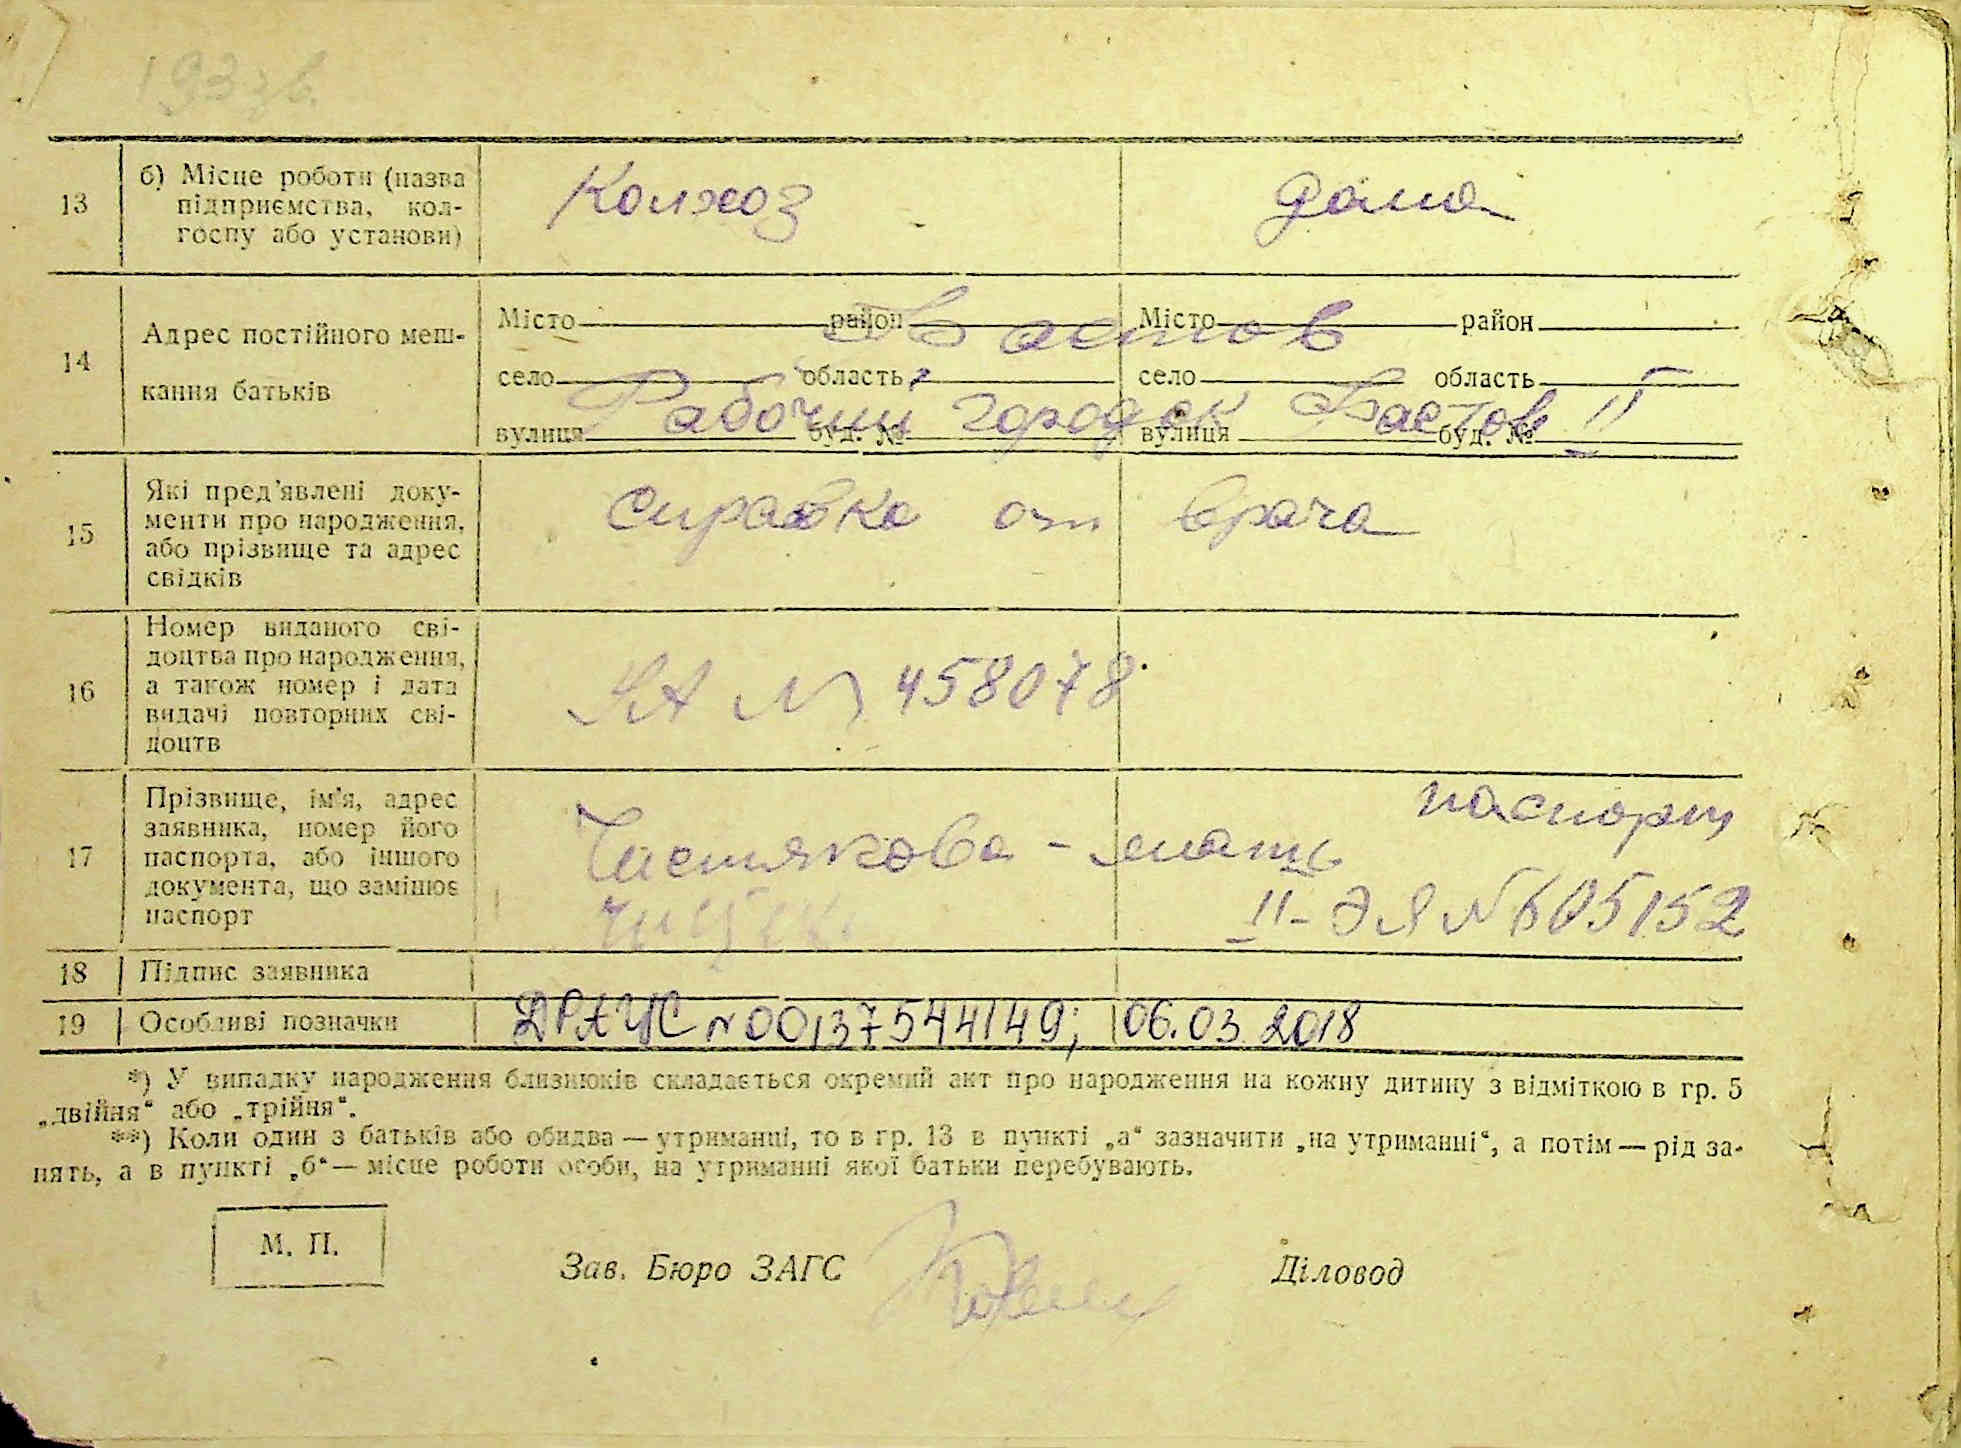 193 зв.
13
б) Місце роботи (назва
підприємства, кол-
госпу або установи)
Колхоз
дома
14
Адрес постійного меш-
кання батьків
Місто район Місто район
Фастов
село область село область
Рабочий городок Фастов II
вулиця буд. № вулиця буд. №
15
Які пред'явлені доку-
менти про народження,
або прізвище та адрес
свідків
Справка от врача
16
Номер виданого сві-
доцтва про народження,
а також номер і дата
видачі повторних сві-
доцтв
№ 458078
17
Прізвище, ім'я, адрес
заявника, номер його
паспорта, або іншого
документа, що замінює
паспорт
Чистякова - мать
паспорт
II-ЭЯ № 605152
18
Підпис заявника
19
Особливі позначки
ДРАЦС №00137544149; 06.03.2018
*) У випадку народження близнюків складається окремий акт про народження на кожну дитину з відміткою в гр. 5
„двійня“ або „трійня“.
**) Коли один з батьків або обидва — утриманці, то в гр. 13 в пункті „а“ зазначити „на утриманні“, а потім — рід за-
нять, а в пункті „б“ — місце роботи особи, на утриманні якої батьки перебувають.
М. П.
Зав. Бюро ЗАГС
Діловод